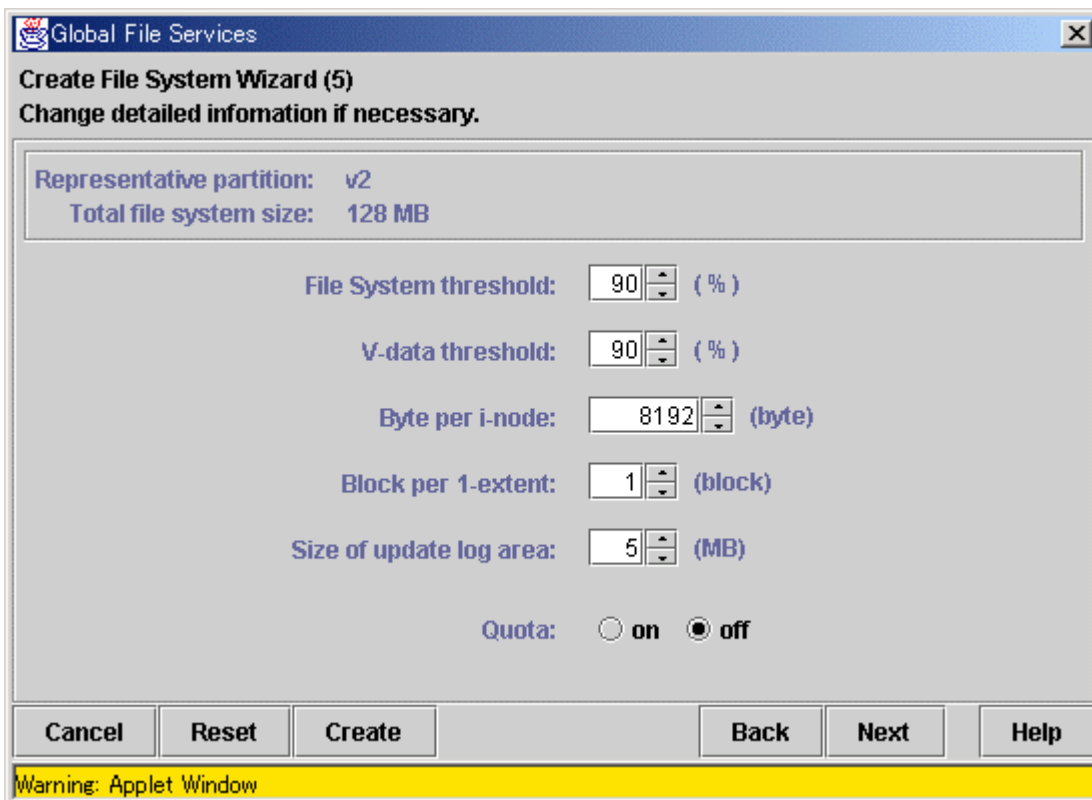 Global File Services
Create File System Wizard (5)
Change detailed infomation if necessary.
Representative partition: v2
Total file system size: 128 MB
File System threshold: 90 ( % )
V-data threshold: 90 ( % )
Byte per i-node: 8192 (byte)
Block per 1-extent: 1 (block)
Size of update log area: 5 (MB)
Quota: on off
Cancel Reset Create Back Next Help
Warning: Applet Window